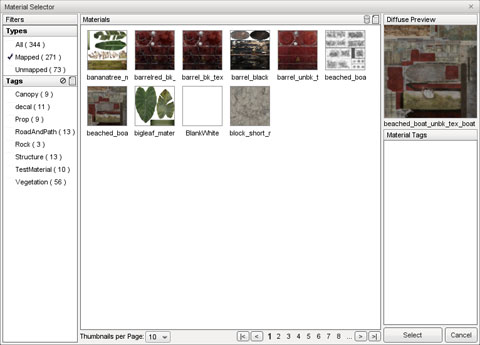 Material Selector
Filters
Types
All ( 344 )
Mapped ( 271 )
Unmapped ( 73 )
Tags
Canopy ( 9 )
decal ( 11 )
Prop ( 9 )
RoadAndPath ( 13 )
Rock ( 3 )
Structure ( 13 )
TestMaterial ( 10 )
Vegetation ( 56 )
Materials
bananatree_n barrelred_bk_ barrel_bk_tex barrel_black barrel_unbk_t beached_boa
beached_boa bigleaf_mater BlankWhite block_short_r
Thumbnails per Page: 10 |< < 1 2 3 4 5 6 7 8 ... > >|
Diffuse Preview
beached_boat_unbk_tex_boat
Material Tags
Select Cancel